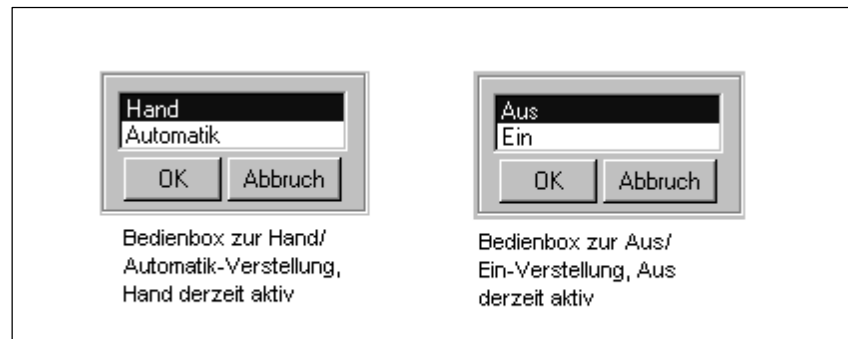 Hand
Automatik
OK Abbruch
Bedienbox zur Hand/
Automatik-Verstellung,
Hand derzeit aktiv
Aus
Ein
OK Abbruch
Bedienbox zur Aus/
Ein-Verstellung, Aus
derzeit aktiv